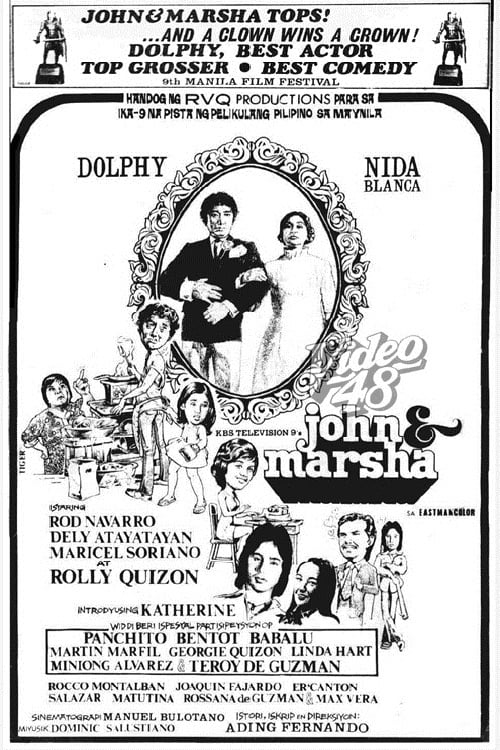 JOHN & MARSHA TOPS!
...AND A CLOWN WINS A CROWN!
DOLPHY, BEST ACTOR
TOP GROSSER • BEST COMEDY
9th MANILA FILM FESTIVAL
HANDOG NG RVQ PRODUCTIONS PARA SA
IKA-9 NA PISTA NG PELIKULANG PILIPINO SA MAYNILA
DOLPHY
NIDA
BLANCA
Video
48
KBS TELEVISION 9's
john &
marsha
SA EASTMANCOLOR
TIGER
ISTARING
ROD NAVARRO
DELY ATAYATAYAN
MARICEL SORIANO
AT
ROLLY QUIZON
INTRODYUSING KATHERINE
WID DI BERI ISPESYAL PARTISPEYSYON OP
PANCHITO BENTOT BABALU
MARTIN MARFIL GEORGIE QUIZON LINDA HART
MINIONG ALVAREZ & TEROY DE GUZMAN
ROCCO MONTALBAN JOAQUIN FAJARDO ER'CANTON
SALAZAR MATUTINA ROSSANA de GUZMAN & MAX VERA
SINEMATOGRAPI MANUEL BULOTANO
MIYUSIK DOMINIC SALUSTIANO
ISTORI, ISKRIP en DIREKSIYON:
ADING FERNANDO